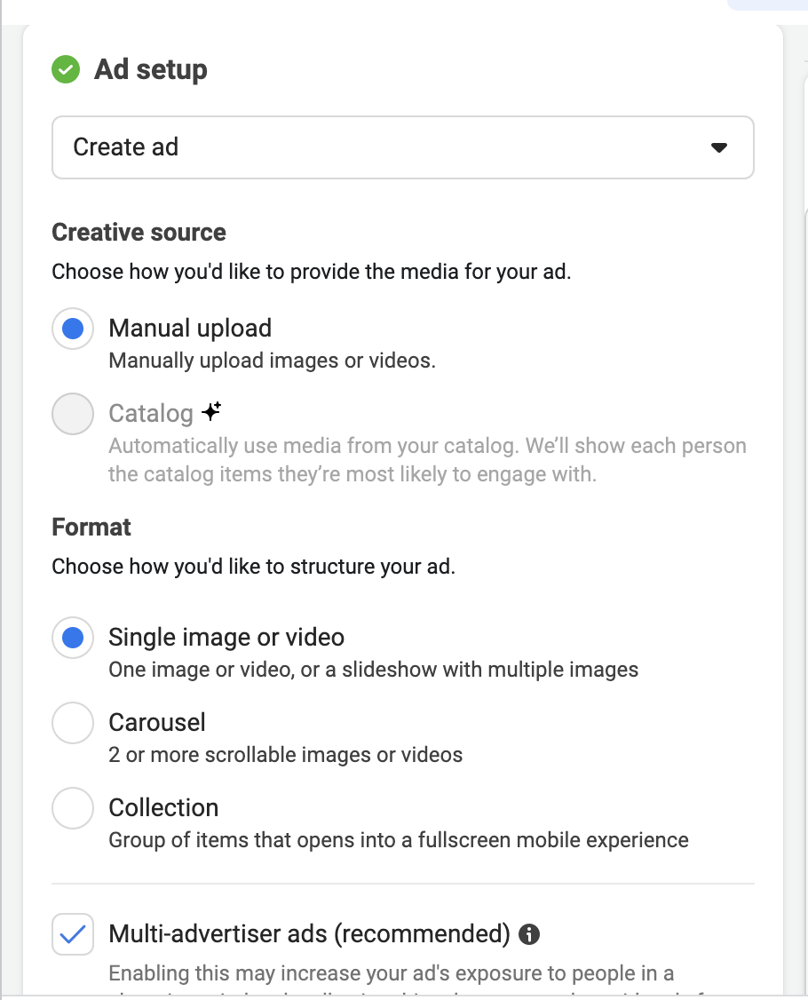 Ad setup
Create ad
Creative source
Choose how you'd like to provide the media for your ad.
Manual upload
Manually upload images or videos.
Catalog
Automatically use media from your catalog. We’ll show each person
the catalog items they’re most likely to engage with.
Format
Choose how you'd like to structure your ad.
Single image or video
One image or video, or a slideshow with multiple images
Carousel
2 or more scrollable images or videos
Collection
Group of items that opens into a fullscreen mobile experience
Multi-advertiser ads (recommended)
Enabling this may increase your ad's exposure to people in a